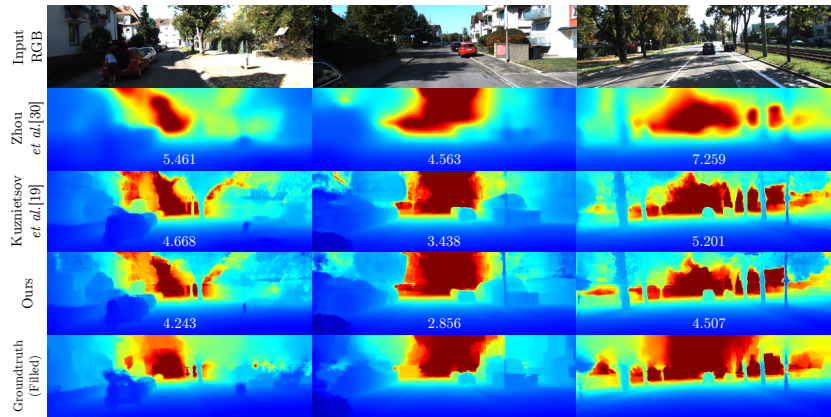 Input
RGB
Zhou
et al.[30]
5.461
4.563
7.259
Kuznietsov
et al.[19]
4.668
3.438
5.201
Ours
4.243
2.856
4.507
Groundtruth
(Filled)